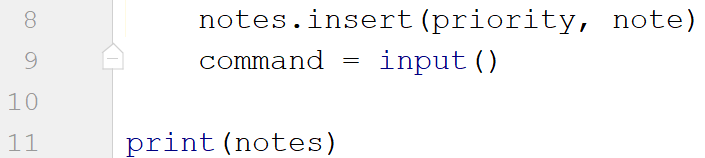 8 notes.insert(priority, note)
9 command = input()
10
11 print(notes)